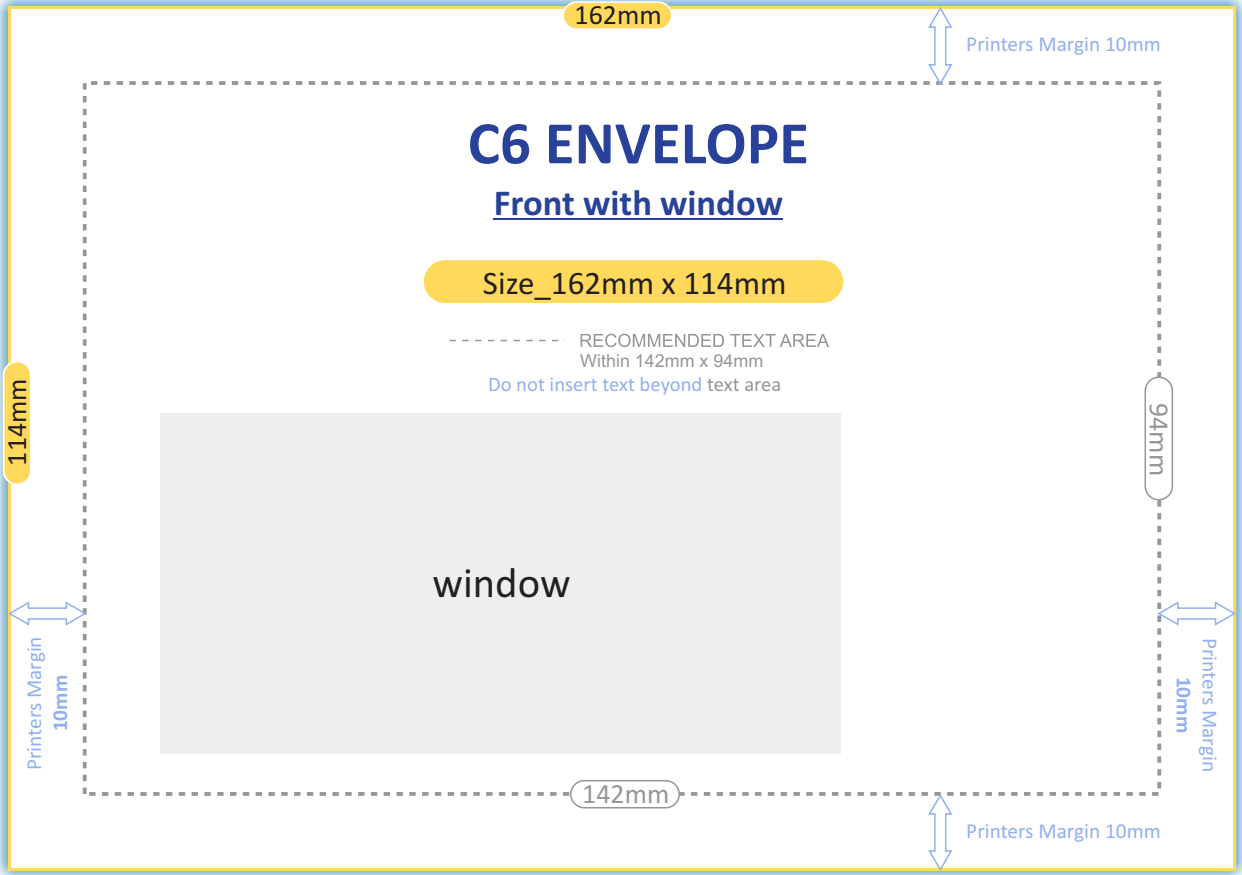 162mm
Printers Margin 10mm
C6 ENVELOPE
Front with window
Size_162mm x 114mm
RECOMMENDED TEXT AREA
Within 142mm x 94mm
Do not insert text beyond text area
114mm
94mm
window
Printers Margin
10mm
Printers Margin
10mm
142mm
Printers Margin 10mm